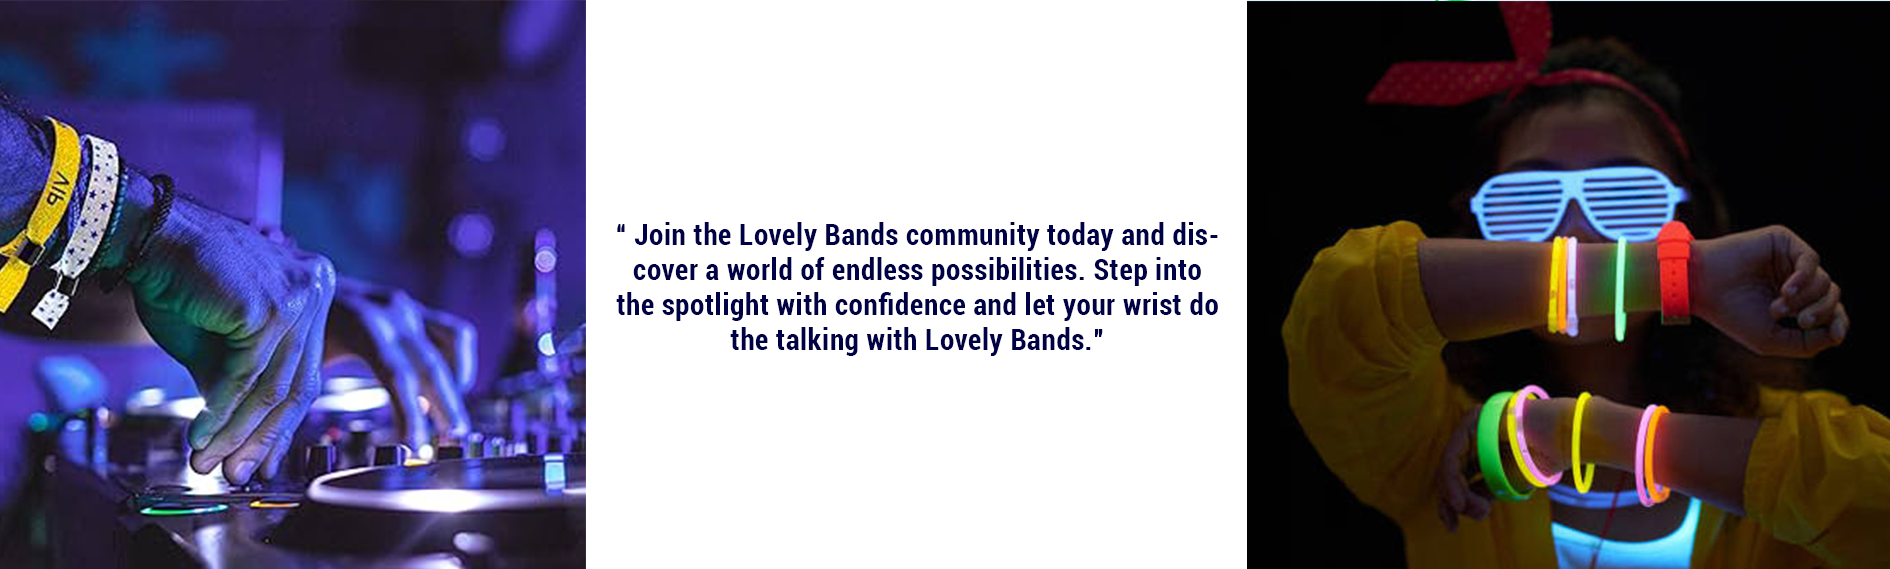 VIP
“ Join the Lovely Bands community today and dis-
cover a world of endless possibilities. Step into
the spotlight with confidence and let your wrist do
the talking with Lovely Bands.”